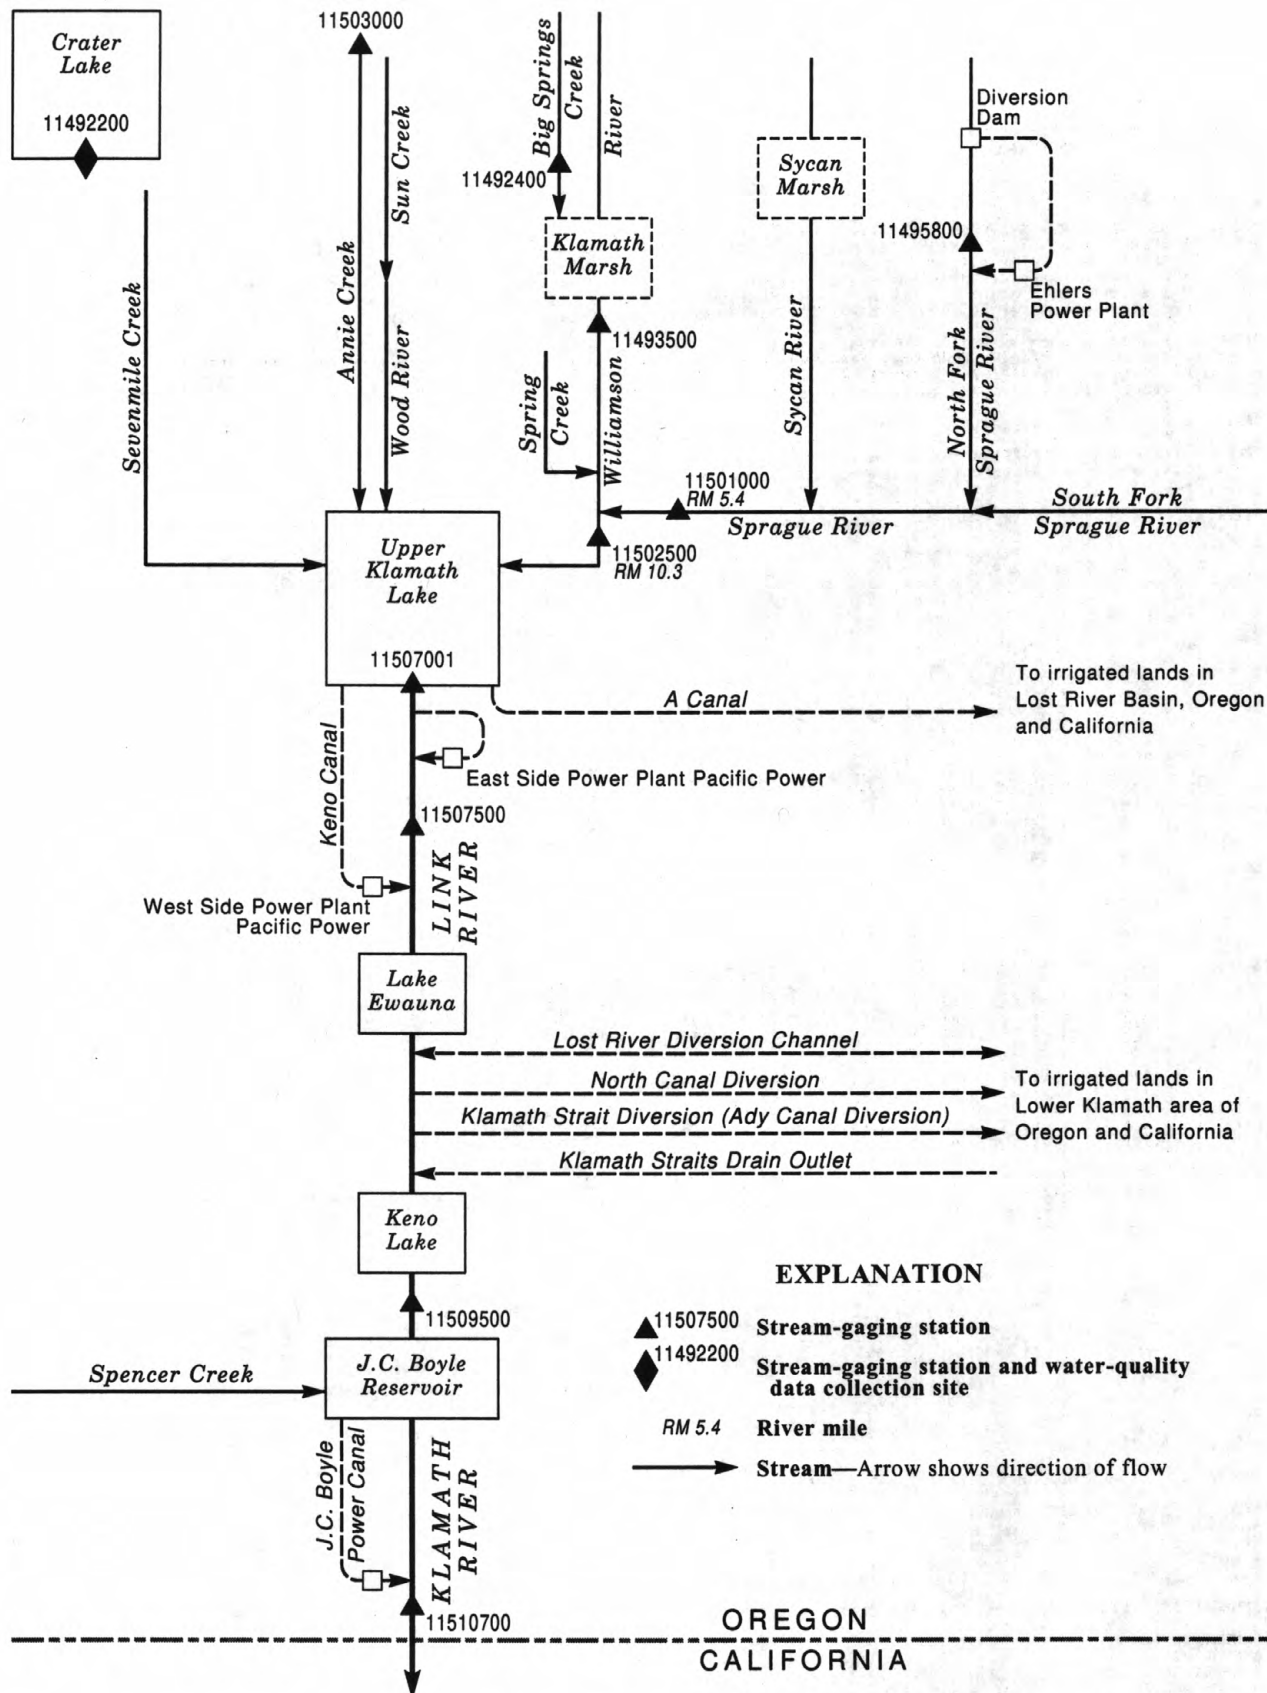 Crater
Lake
11492200
11503000
Sun Creek
Annie Creek
Wood River
Sevenmile Creek
Big Springs
Creek
River
11492400
Klamath
Marsh
11493500
Spring
Creek
Williamson
Sycan
Marsh
Sycan River
Diversion
Dam
11495800
Ehlers
Power Plant
North Fork
Sprague River
11501000
RM 5.4
Sprague River
South Fork
Sprague River
11502500
RM 10.3
Upper
Klamath
Lake
11507001
A Canal
To irrigated lands in
Lost River Basin, Oregon
and California
Keno Canal
East Side Power Plant Pacific Power
11507500
LINK
RIVER
West Side Power Plant
Pacific Power
Lake
Ewauna
Lost River Diversion Channel
North Canal Diversion
Klamath Strait Diversion (Ady Canal Diversion)
Klamath Straits Drain Outlet
To irrigated lands in
Lower Klamath area of
Oregon and California
Keno
Lake
11509500
Spencer Creek
J.C. Boyle
Reservoir
J.C. Boyle
Power Canal
KLAMATH
RIVER
11510700
EXPLANATION
11507500 Stream-gaging station
11492200 Stream-gaging station and water-quality
data collection site
RM 5.4 River mile
Stream—Arrow shows direction of flow
OREGON
CALIFORNIA